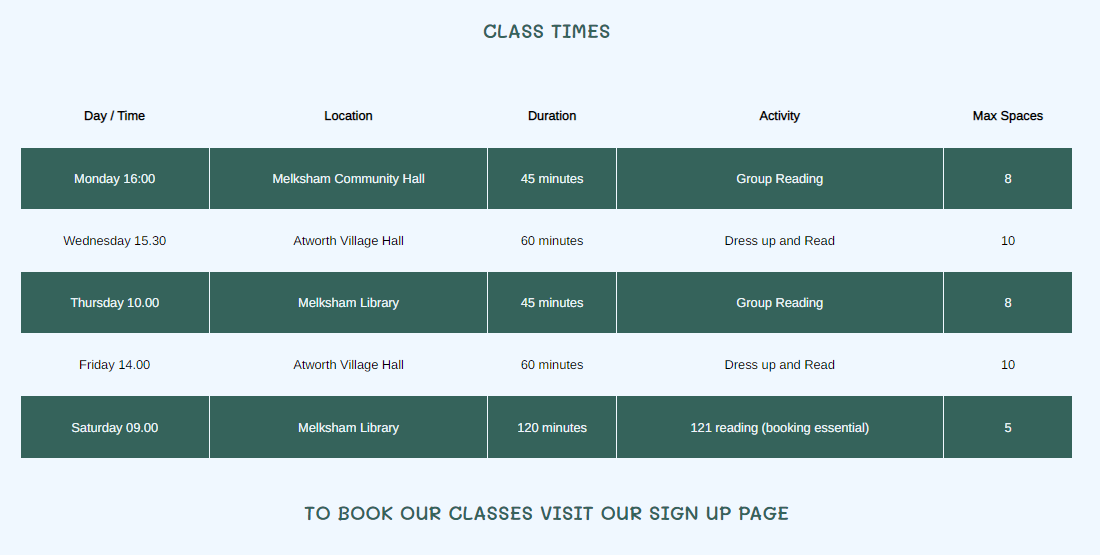 CLASS TIMES
Day / Time Location Duration Activity Max Spaces
Monday 16:00 Melksham Community Hall 45 minutes Group Reading 8
Wednesday 15.30 Atworth Village Hall 60 minutes Dress up and Read 10
Thursday 10.00 Melksham Library 45 minutes Group Reading 8
Friday 14.00 Atworth Village Hall 60 minutes Dress up and Read 10
Saturday 09.00 Melksham Library 120 minutes 121 reading (booking essential) 5
TO BOOK OUR CLASSES VISIT OUR SIGN UP PAGE